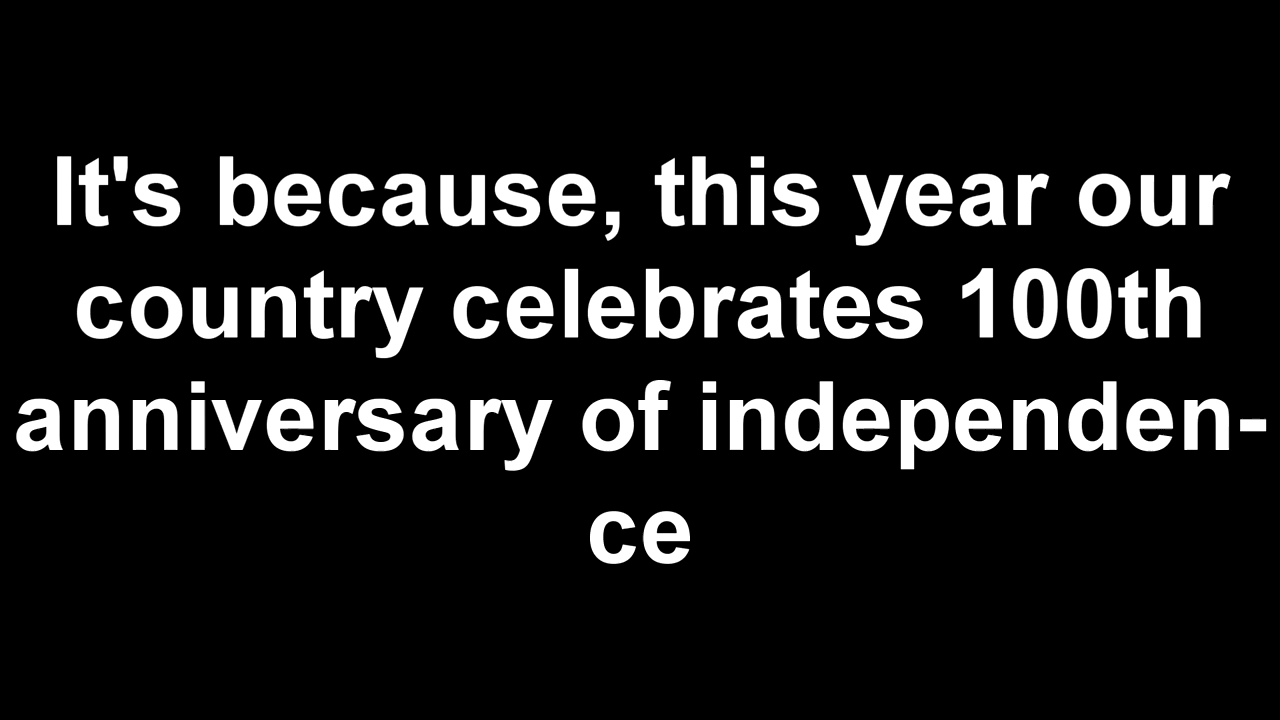 It's because, this year our
country celebrates 100th
anniversary of independen-
ce